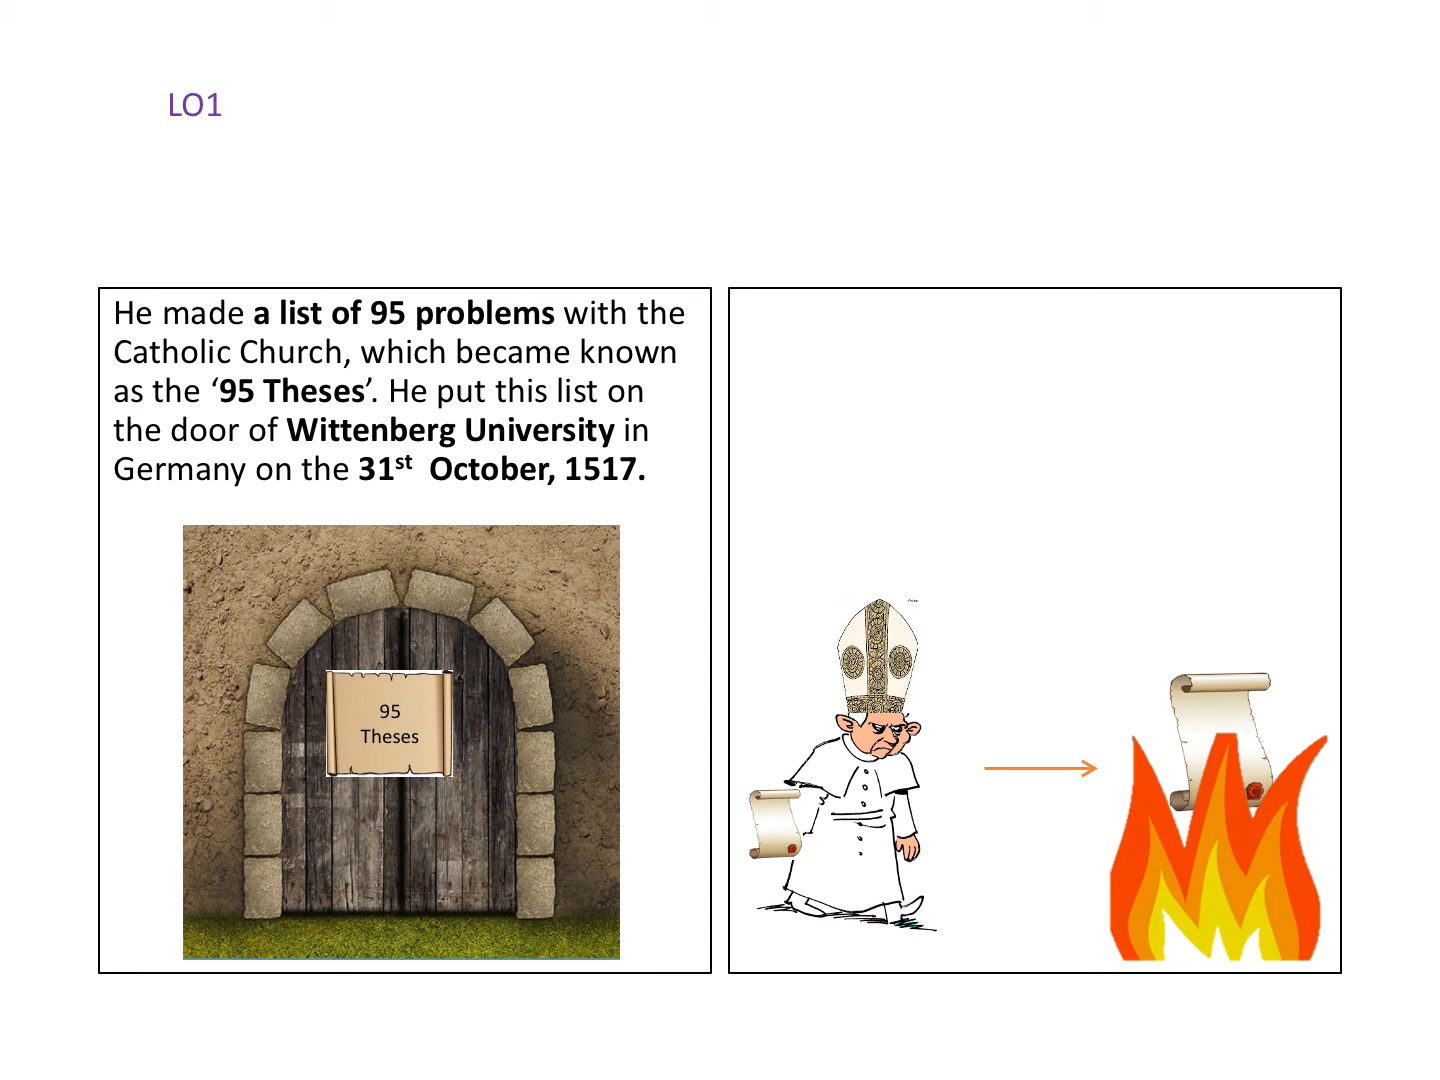 LO1
He made a list of 95 problems with the
Catholic Church, which became known
as the ‘95 Theses’. He put this list on
the door of Wittenberg University in
Germany on the 31st October, 1517.
95
Theses